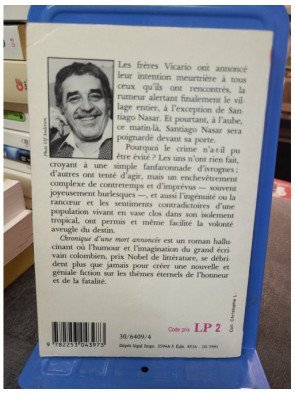 Les frères Vicario ont annoncé
leur intention meurtrière à tous
ceux qu'ils ont rencontrés, la
rumeur alertant finalement le vil-
lage entier, à l'exception de San-
tiago Nasar. Et pourtant, à l'aube,
ce matin-là, Santiago Nasar sera
poignardé devant sa porte.
Pourquoi le crime n'a-t-il pu
être évité ? Les uns n'ont rien fait,
croyant à une simple fanfaronnade d'ivrognes ;
d'autres ont tenté d'agir, mais un enchevêtrement
complexe de contretemps et d'imprévus — souvent
joyeusement burlesques —, et aussi l'ingénuité ou la
rancœur et les sentiments contradictoires d'une
population vivant en vase clos dans son isolement
tropical, ont permis et même facilité la volonté
aveugle du destin.
Chronique d'une mort annoncée est un roman hallu-
cinant où l'humour et l'imagination du grand écri-
vain colombien, prix Nobel de littérature, se débri-
dent plus que jamais pour créer une nouvelle et
géniale fiction sur les thèmes éternels de l'honneur
et de la fatalité.
Code prix LP 2
30/6409/4
9 782253 043973